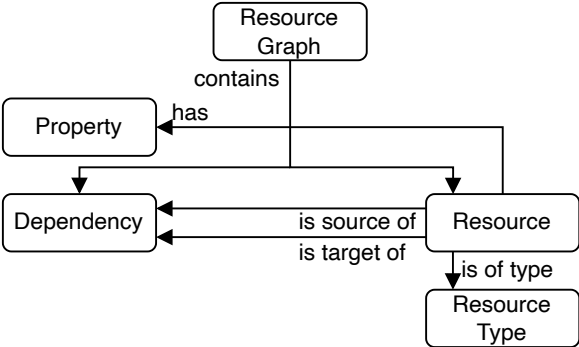 Resource
Graph
contains
has
Property
Dependency
is source of
Resource
is target of
is of type
Resource
Type